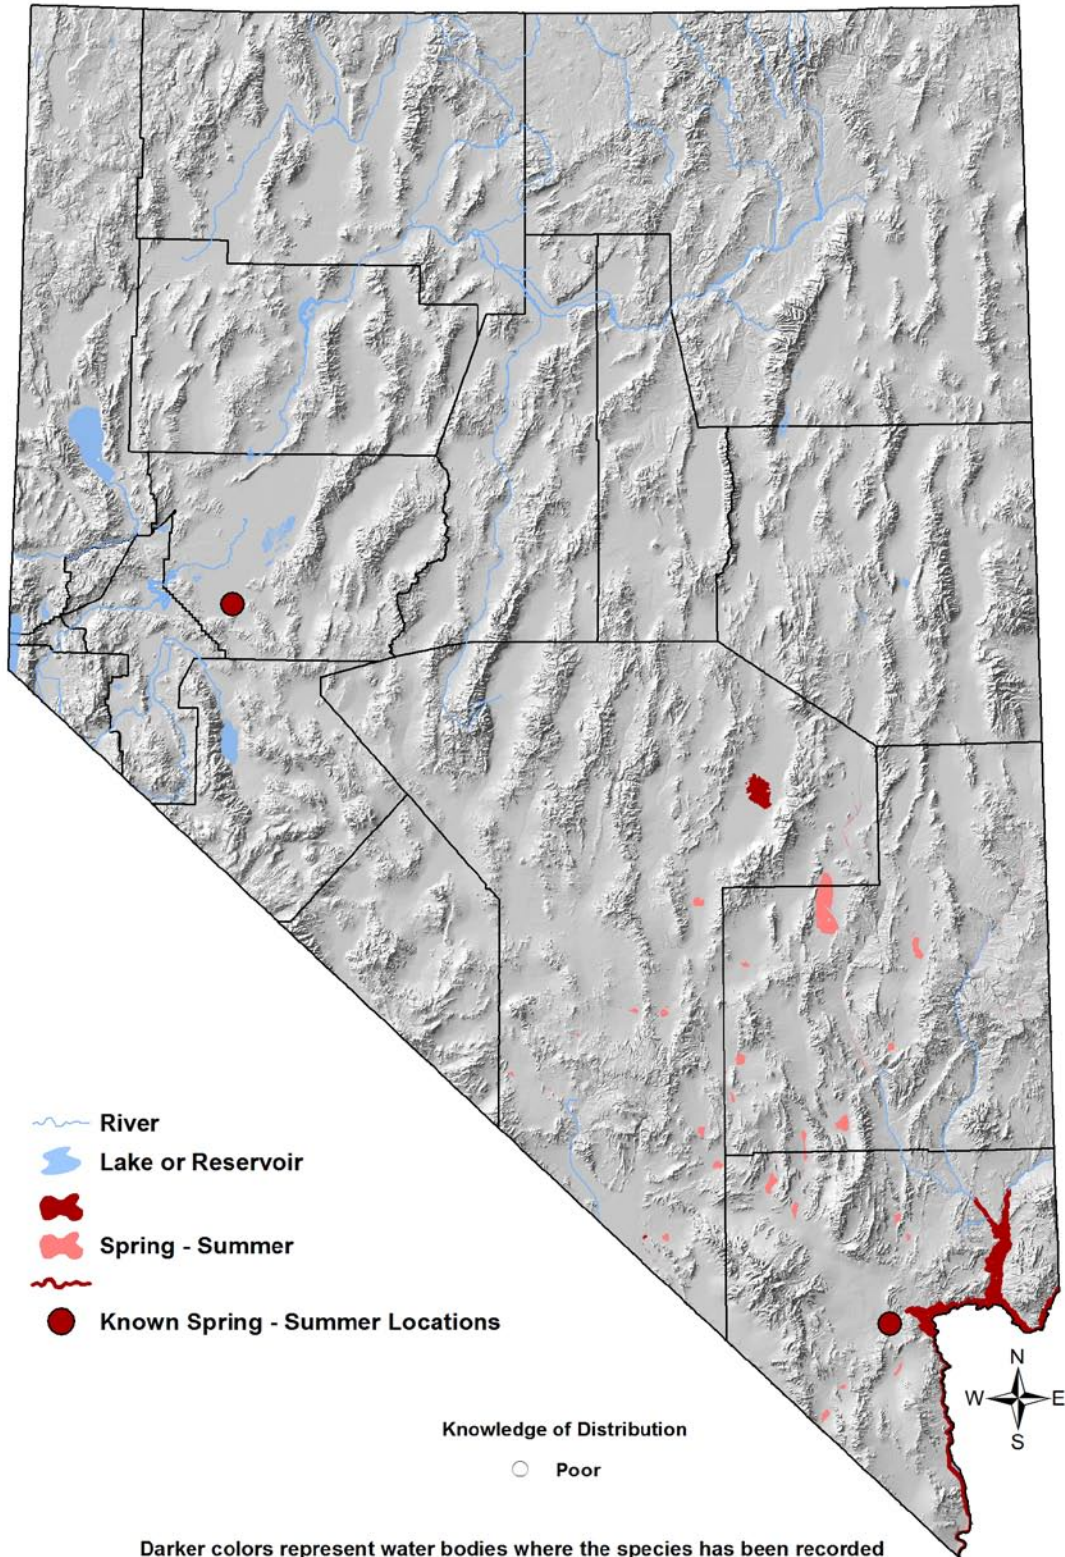 River
Lake or Reservoir
Spring - Summer
Known Spring - Summer Locations
N
W E
S
Knowledge of Distribution
Poor
Darker colors represent water bodies where the species has been recorded